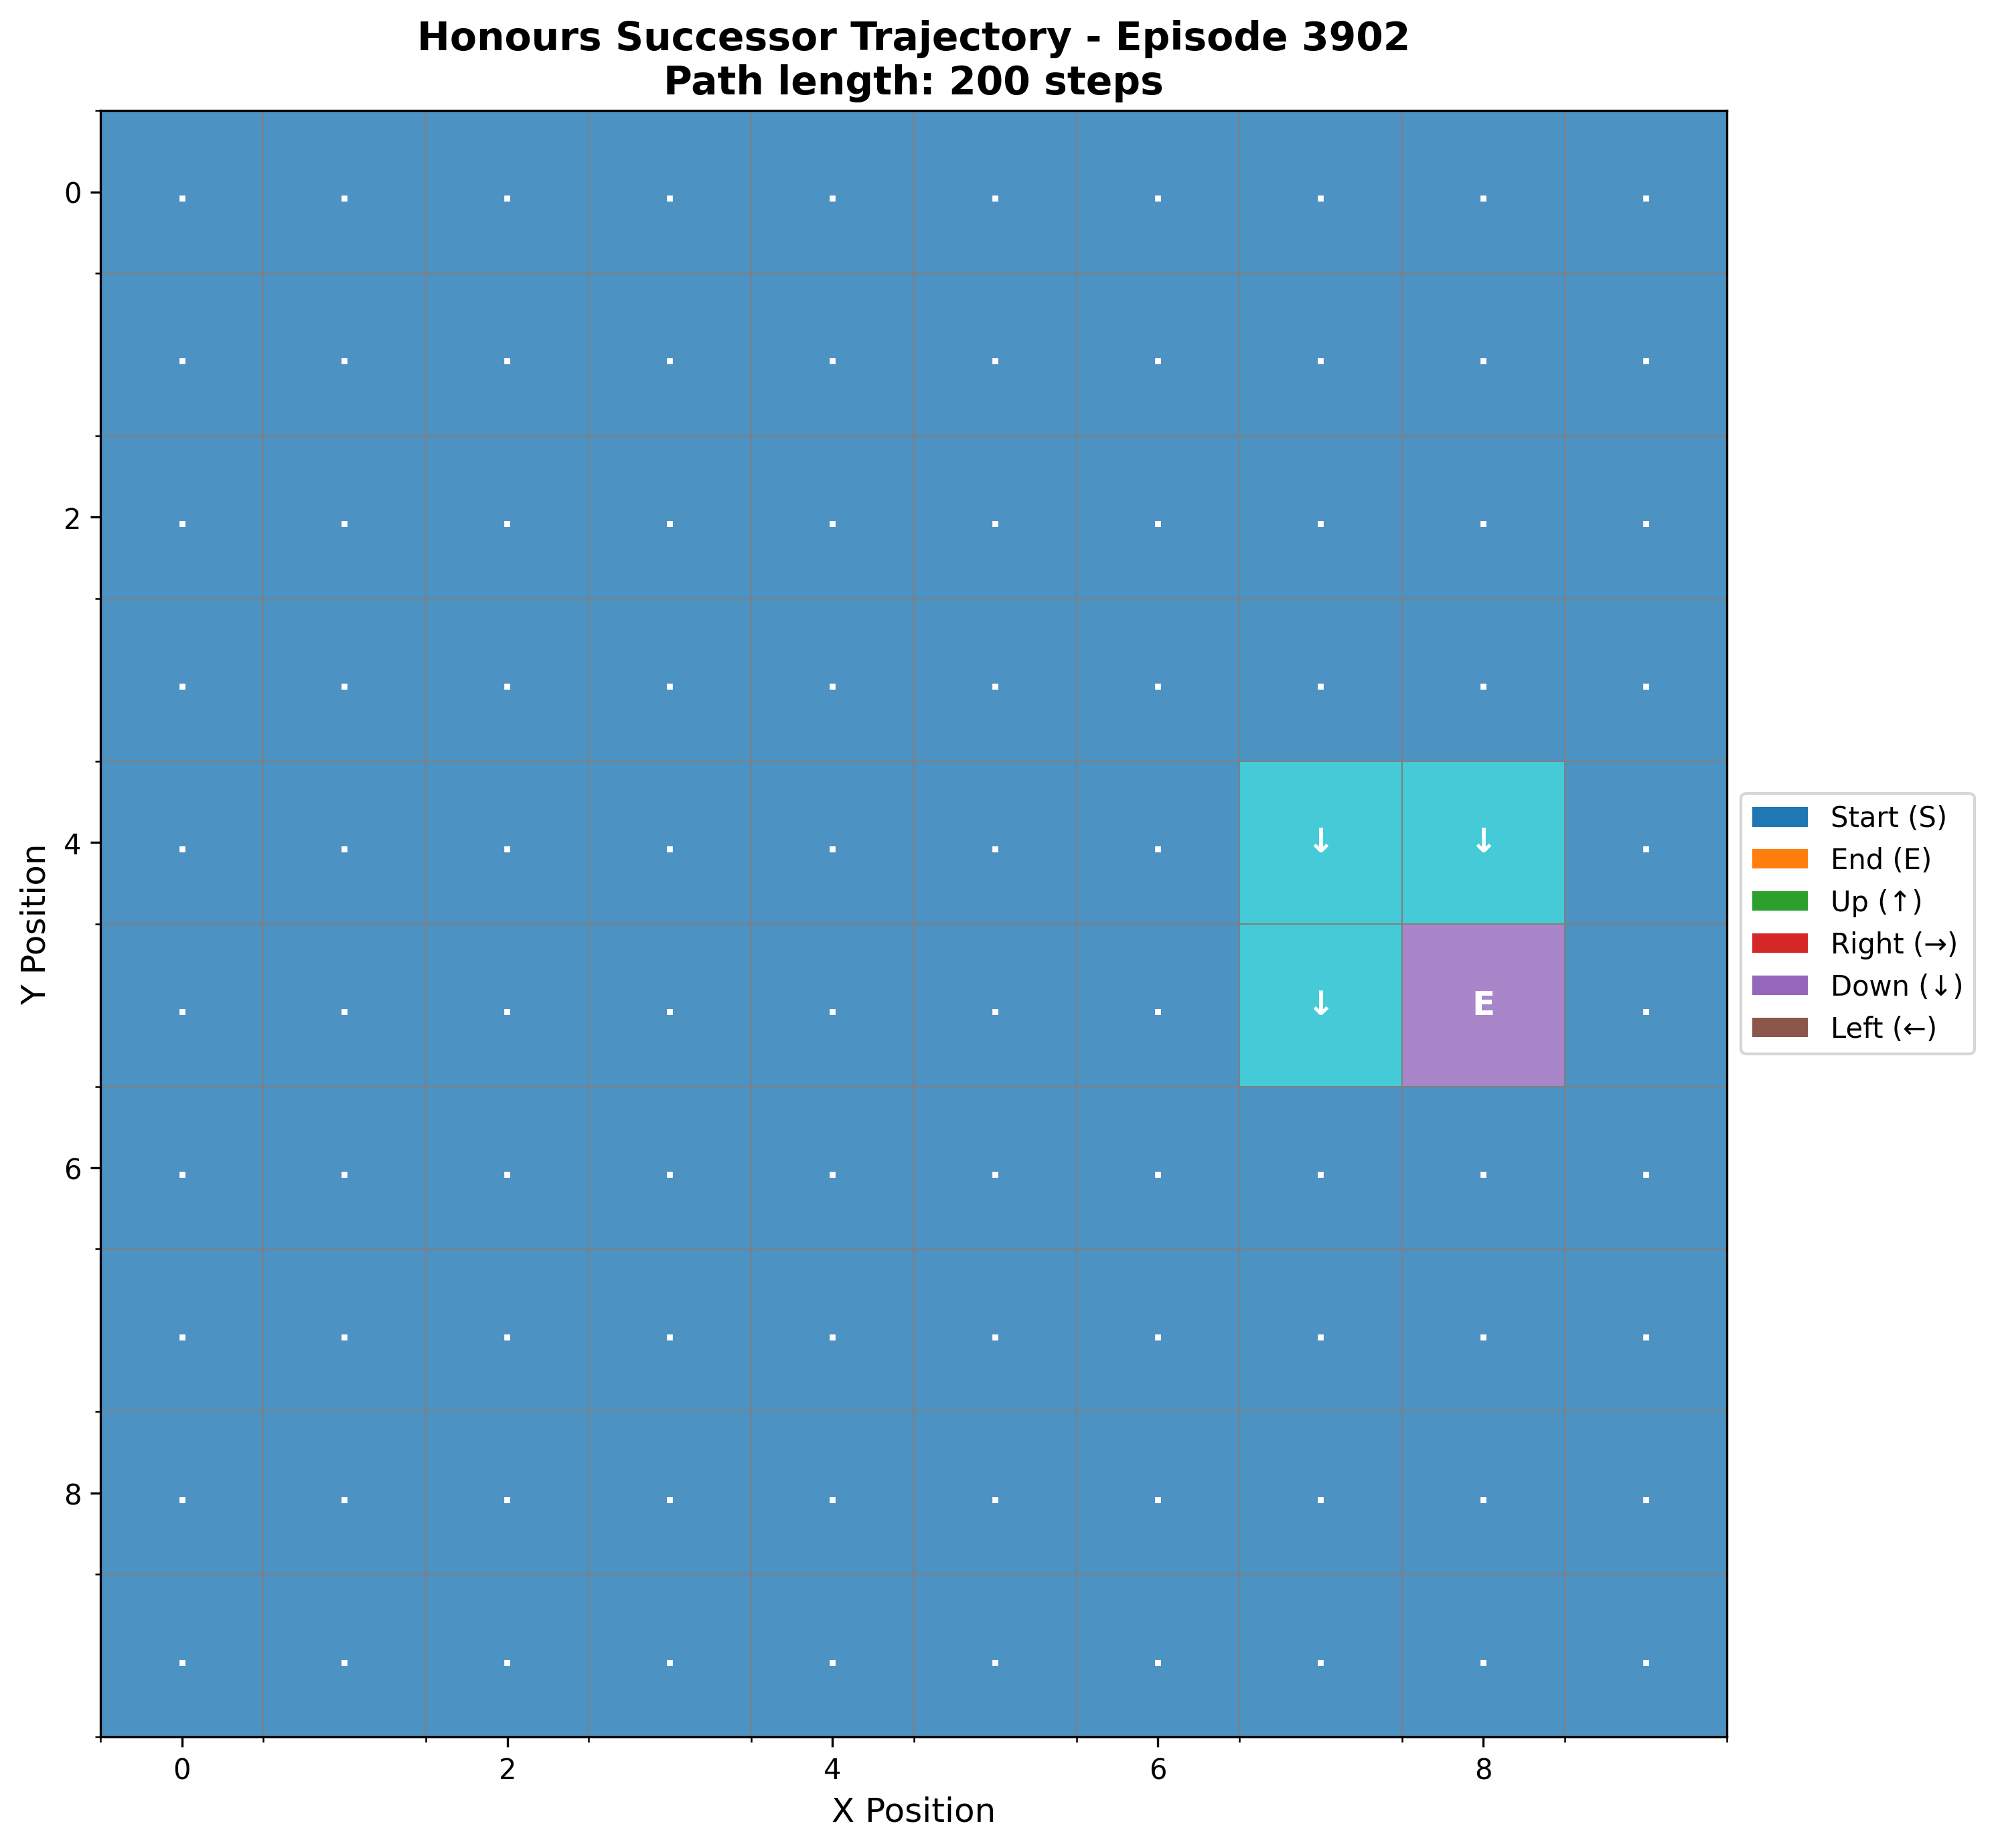 Honours Successor Trajectory - Episode 3902
Path length: 200 steps
0
2
4
6
8
Y Position
· · · · · · · · · ·
· · · · · · · · · ·
· · · · · · · · · ·
· · · · · · · · · ·
· · · · · · · ↓ ↓ ·
· · · · · · · ↓ E ·
· · · · · · · · · ·
· · · · · · · · · ·
· · · · · · · · · ·
· · · · · · · · · ·
0 2 4 6 8
X Position
Start (S)
End (E)
Up (↑)
Right (→)
Down (↓)
Left (←)